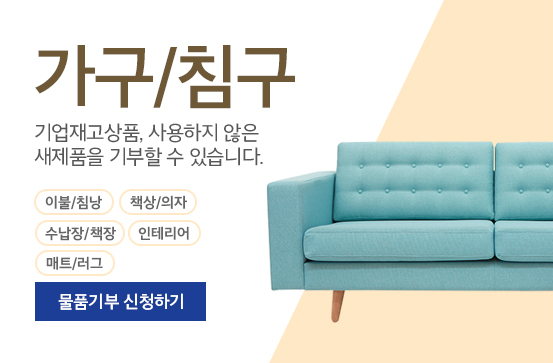 가구/침구
기업재고상품, 사용하지 않은
새제품을 기부할 수 있습니다.
이불/침낭 책상/의자
수납장/책장 인테리어
매트/러그
물품기부 신청하기